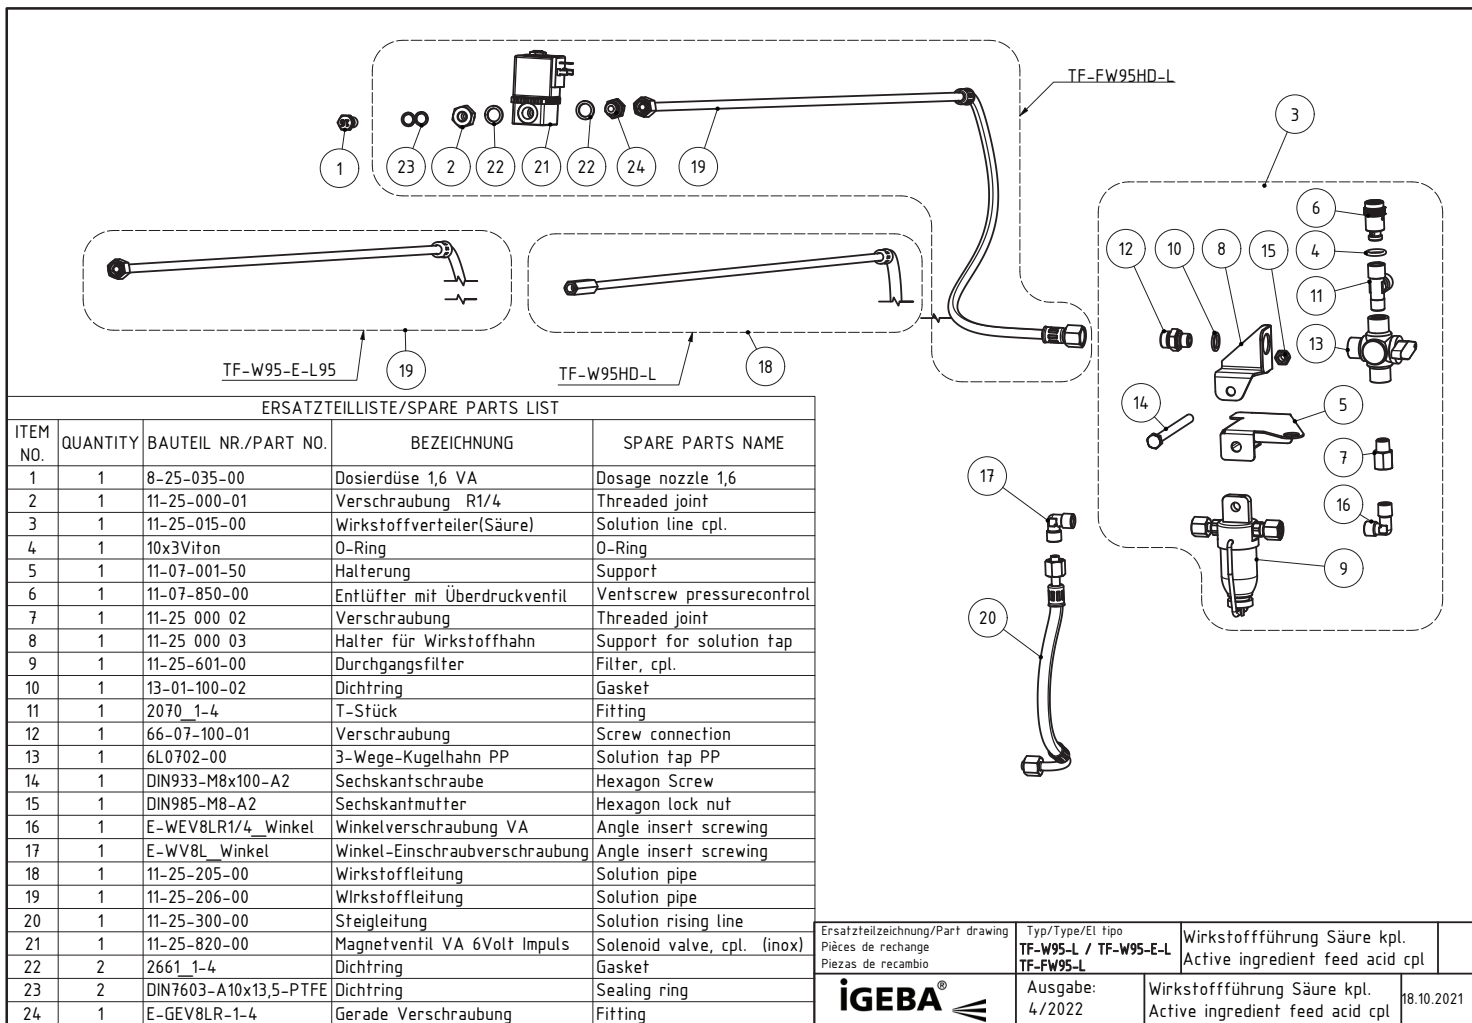 TF-FW95HD-L
3
1
23
2
22
21
22
24
19
6
12
10
8
15
4
11
13
TF-W95-E-L95
19
TF-W95HD-L
18
14
5
7
17
16
9
20
ERSATZTEILLISTE/SPARE PARTS LIST
ITEM NO. QUANTITY BAUTEIL NR./PART NO. BEZEICHNUNG SPARE PARTS NAME
1 1 8-25-035-00 Dosierdüse 1,6 VA Dosage nozzle 1,6
2 1 11-25-000-01 Verschraubung R1/4 Threaded joint
3 1 11-25-015-00 Wirkstoffverteiler(Säure) Solution line cpl.
4 1 10x3Viton O-Ring O-Ring
5 1 11-07-001-50 Halterung Support
6 1 11-07-850-00 Entlüfter mit Überdruckventil Ventscrew pressurecontrol
7 1 11-25 000 02 Verschraubung Threaded joint
8 1 11-25 000 03 Halter für Wirkstoffhahn Support for solution tap
9 1 11-25-601-00 Durchgangsfilter Filter, cpl.
10 1 13-01-100-02 Dichtring Gasket
11 1 2070_1-4 T-Stück Fitting
12 1 66-07-100-01 Verschraubung Screw connection
13 1 6L0702-00 3-Wege-Kugelhahn PP Solution tap PP
14 1 DIN933-M8x100-A2 Sechskantschraube Hexagon Screw
15 1 DIN985-M8-A2 Sechskantmutter Hexagon lock nut
16 1 E-WEV8LR1/4_Winkel Winkelverschraubung VA Angle insert screwing
17 1 E-WV8L_Winkel Winkel-Einschraubverschraubung Angle insert screwing
18 1 11-25-205-00 Wirkstoffleitung Solution pipe
19 1 11-25-206-00 WIrkstoffleitung Solution pipe
20 1 11-25-300-00 Steigleitung Solution rising line
21 1 11-25-820-00 Magnetventil VA 6Volt Impuls Solenoid valve, cpl. (inox)
22 2 2661_1-4 Dichtring Gasket
23 2 DIN7603-A10x13,5-PTFE Dichtring Sealing ring
24 1 E-GEV8LR-1-4 Gerade Verschraubung Fitting
Ersatzteilzeichnung/Part drawing
Pièces de rechange
Piezas de recambio
Typ/Type/El tipo
TF-W95-L / TF-W95-E-L
TF-FW95-L
Wirkstoffführung Säure kpl.
Active ingredient feed acid cpl
iGEBA®
Ausgabe:
4/2022
Wirkstoffführung Säure kpl.
Active ingredient feed acid cpl
18.10.2021